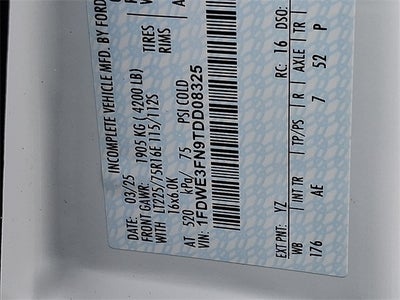 INCOMPLETE VEHICLE MFD. BY FORD
DATE: 03/25
FRONT GAWR: 1905 KG ( 4200 LB)
WITH TIRES
LT225/75R16E 115/112S RIMS
16x6.0K
AT 520 kPa/ 75 PSI COLD
VIN: 1FDWE3FN9TDD08325
EXT PNT: YZ RC: 16 DSO:
WB INT TR TP/PS R AXLE TR
176 AE 7 52 P